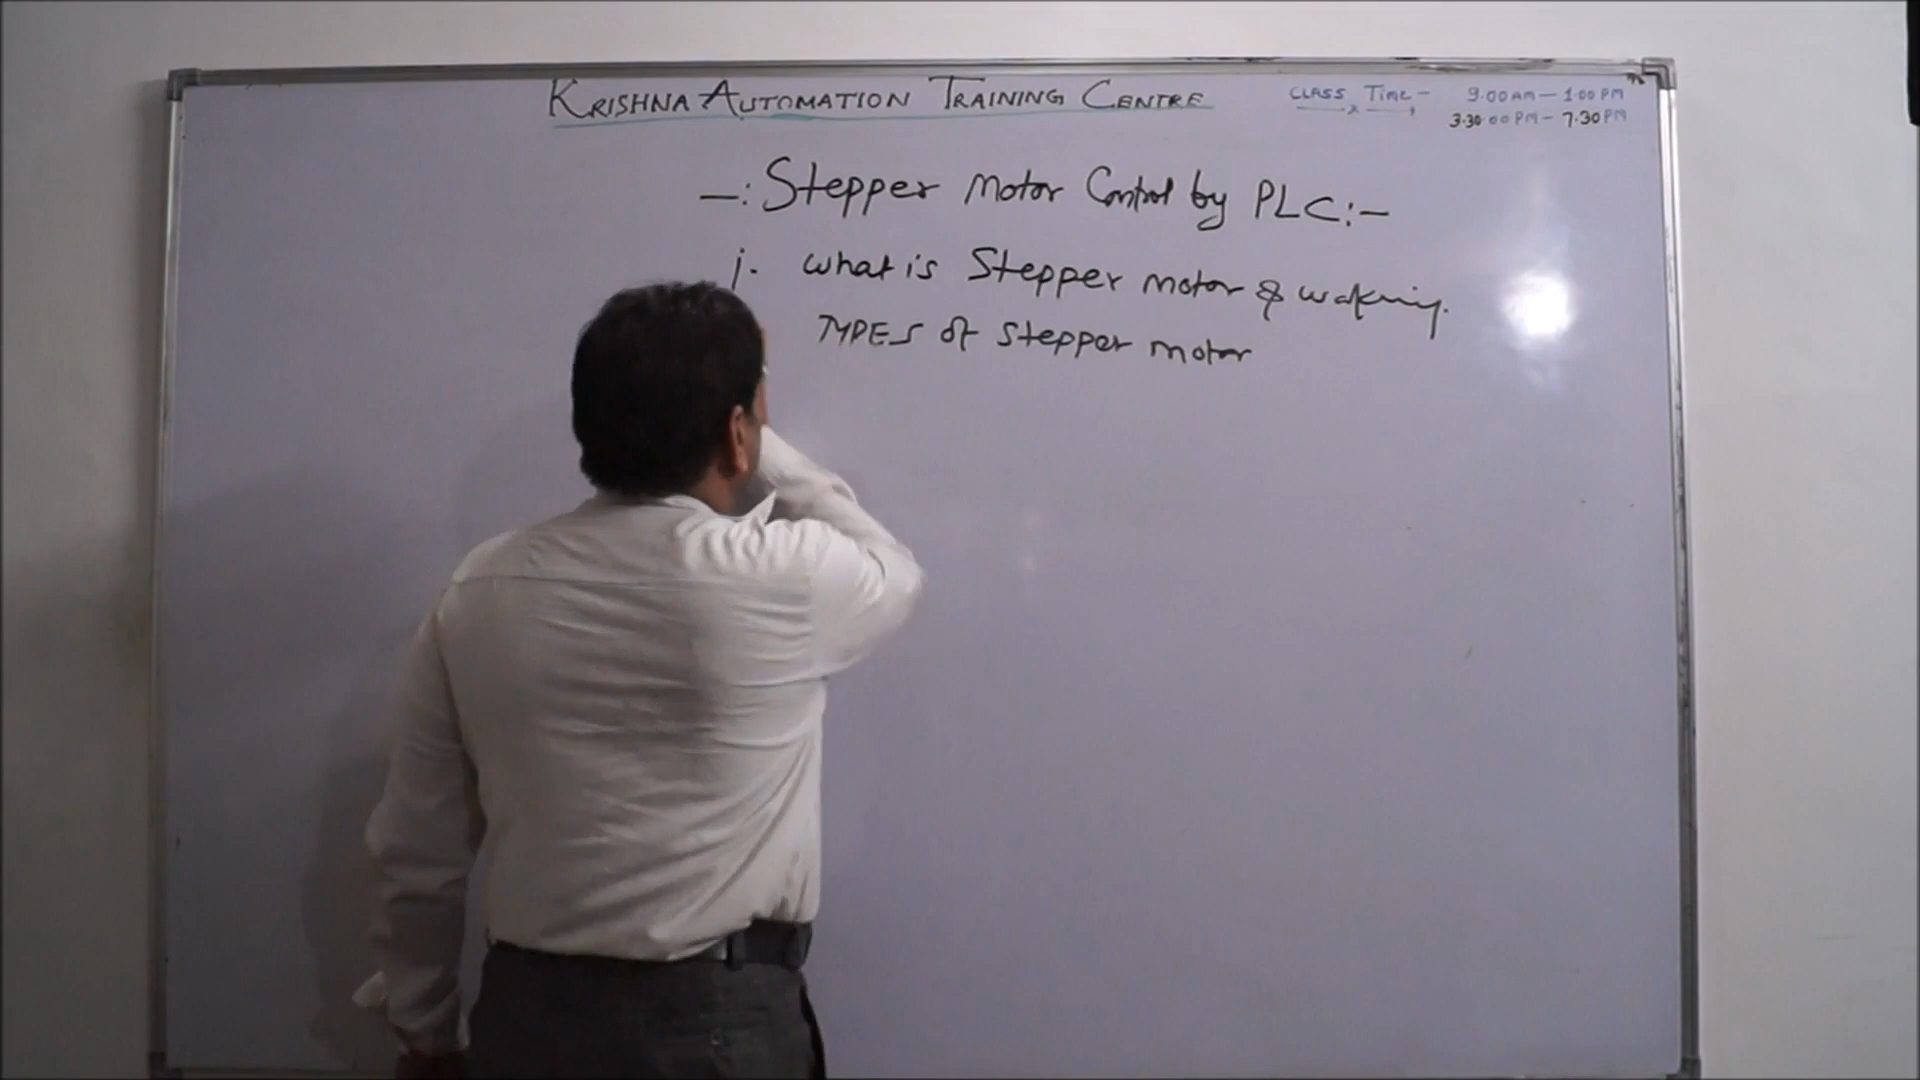 KRISHNA AUTOMATION TRAINING CENTRE
CLASS TIME - 9.00 AM - 1:00 PM
3.30.00 PM - 7.30 PM
-: Stepper Motor Control by PLC:-
i. what is Stepper motor & working.
TYPES of Stepper motor